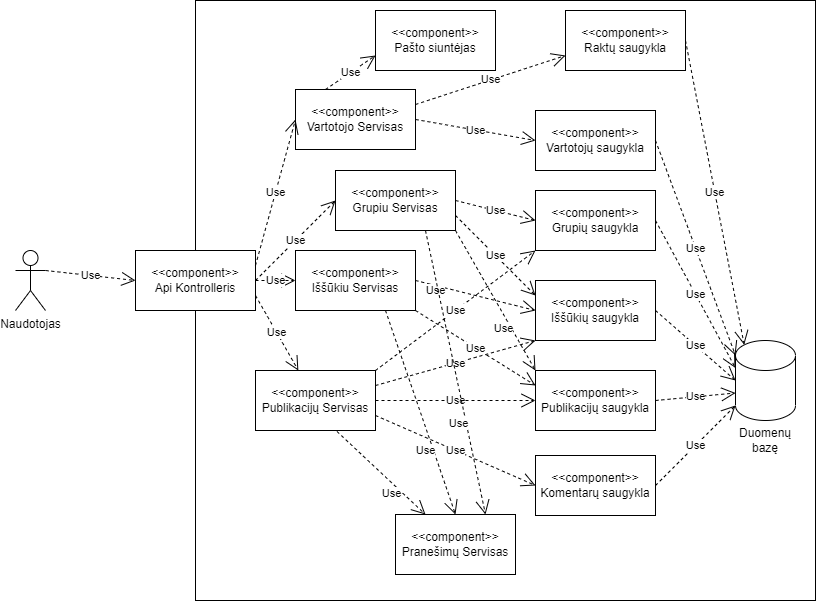 <<component>>
Pašto siuntėjas
<<component>>
Raktų saugykla
Use
Use
<<component>>
Vartotojo Servisas
Use
<<component>>
Vartotojų saugykla
Use
Use
<<component>>
Grupiu Servisas
Use
<<component>>
Grupių saugykla
Use
Use
Use
Use
<<component>>
Api Kontrolleris
Use
Use
<<component>>
Iššūkiu Servisas
Use
Use
<<component>>
Iššūkių saugykla
Use
Naudotojas
Use
Use
Use
Use
Use
<<component>>
Publikacijų Servisas
Use
Use
<<component>>
Publikacijų saugykla
Use
Use
Duomenų
bazę
Use
Use
Use
<<component>>
Komentarų saugykla
Use
<<component>>
Pranešimų Servisas